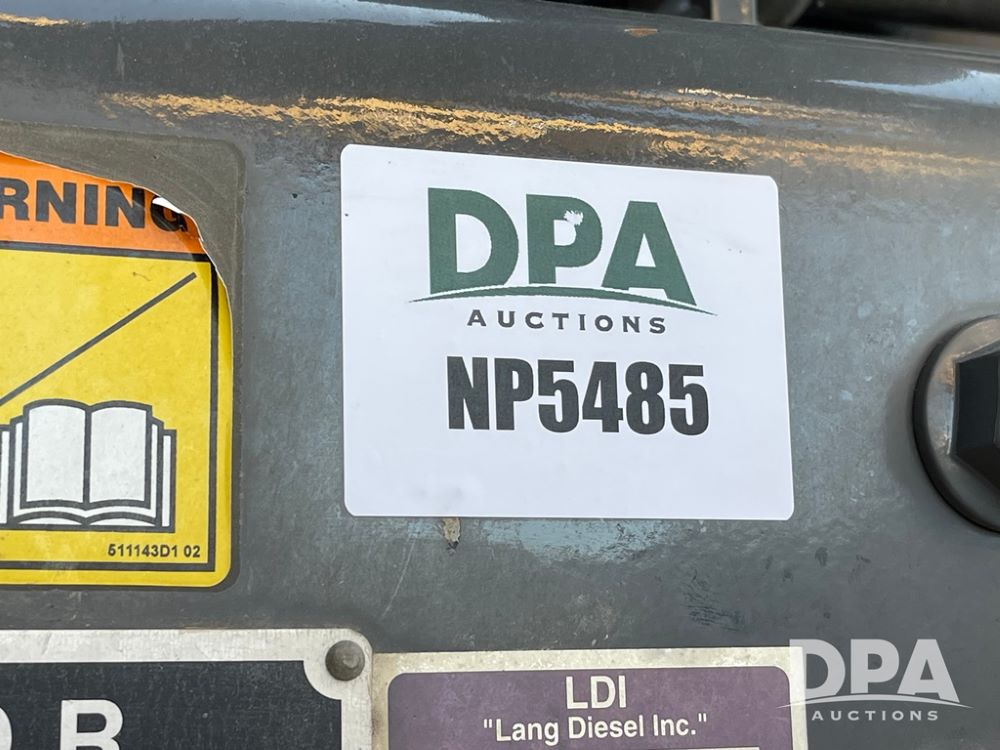 RNING
DPA
AUCTIONS
NP5485
511143D1 02
LDI
"Lang Diesel Inc."
DPA
AUCTIONS